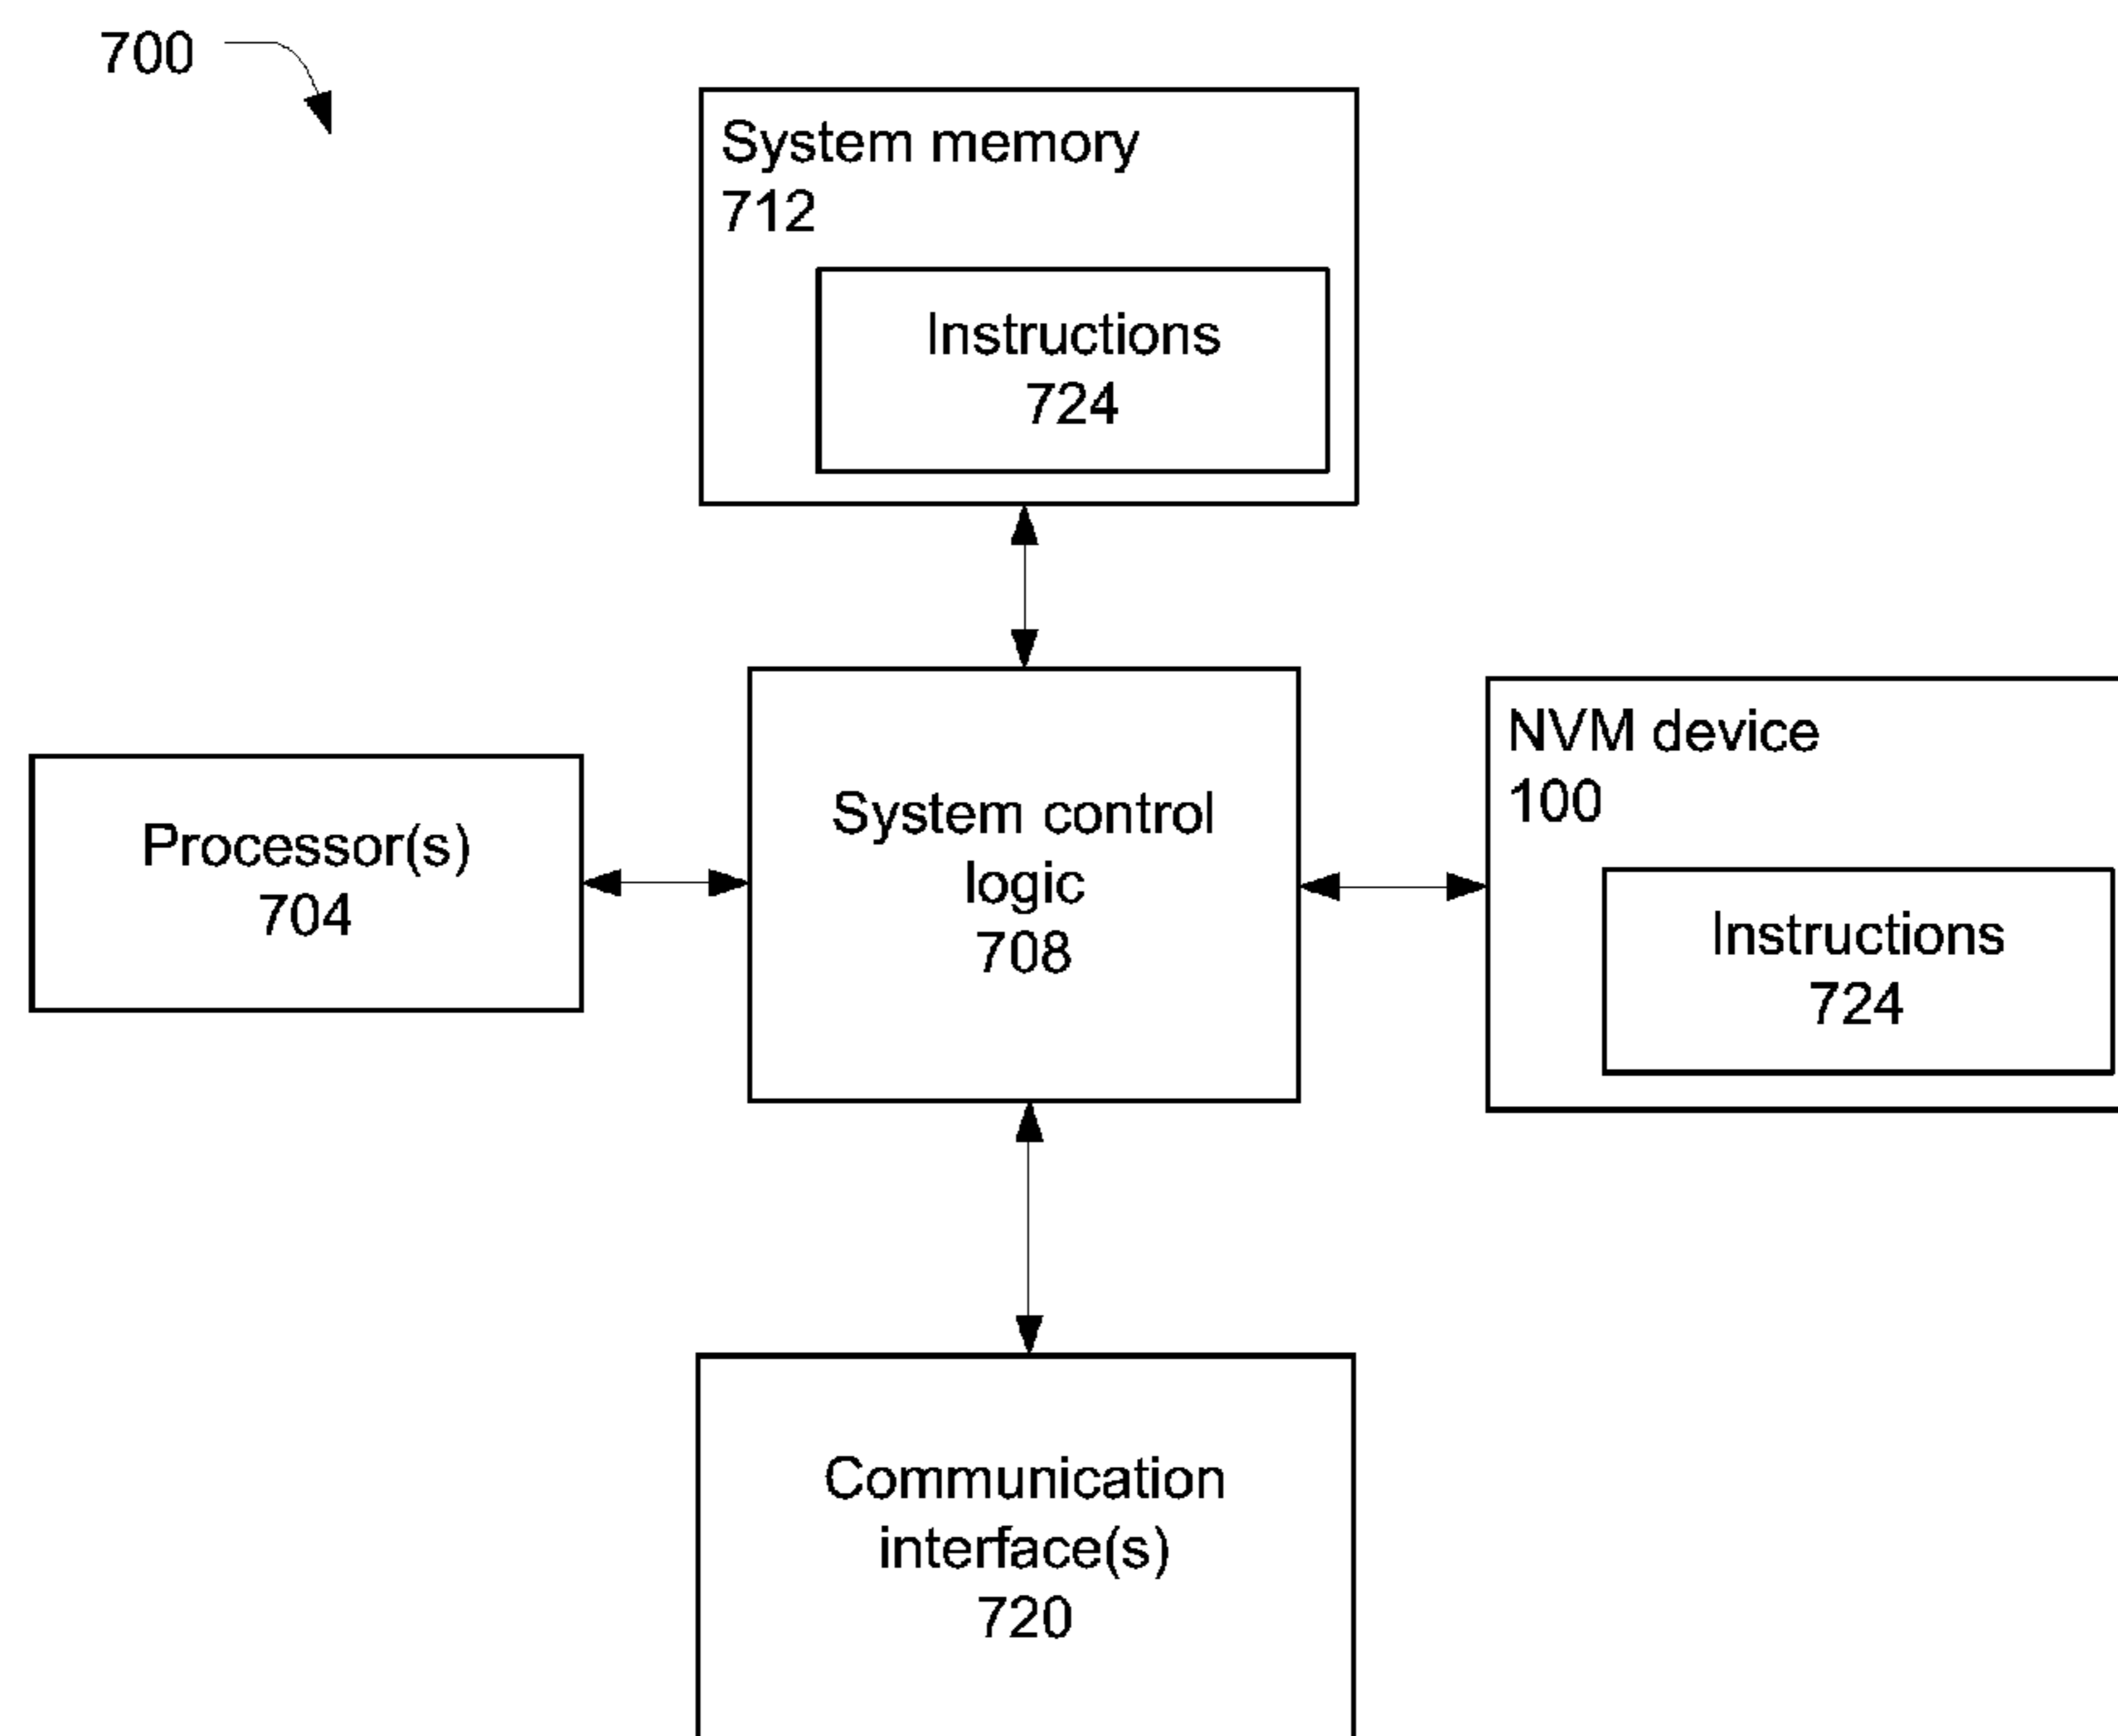 700
System memory
712
Instructions
724
Processor(s)
704
System control
logic
708
NVM device
100
Instructions
724
Communication
interface(s)
720